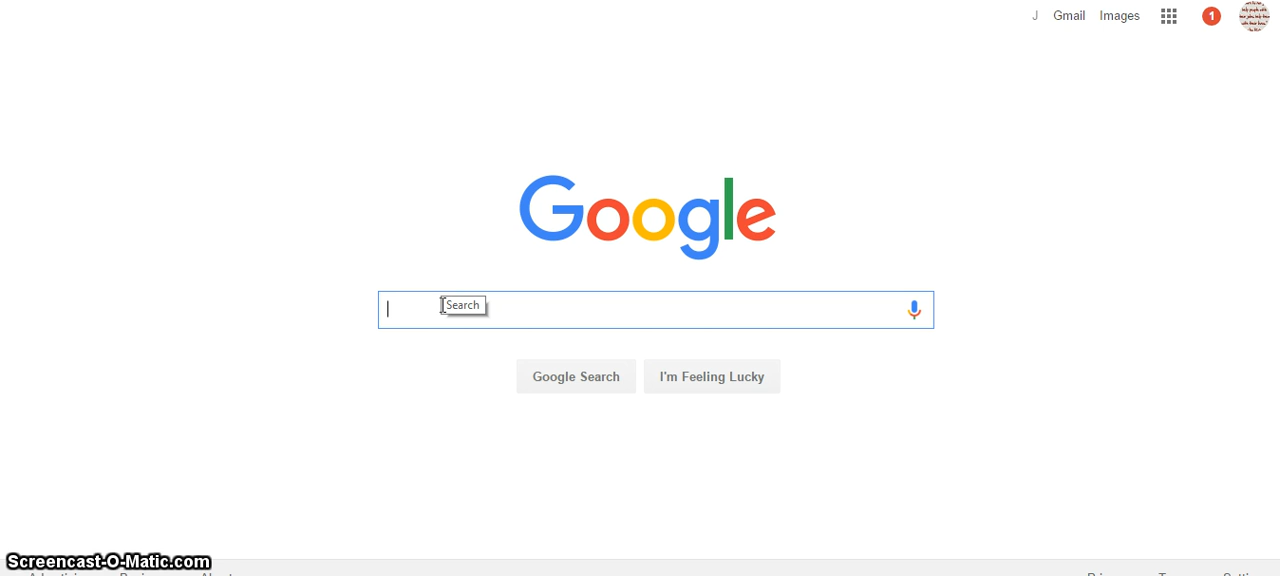 J Gmail Images 1
Google
Search
Google Search I'm Feeling Lucky
Screencast-O-Matic.com